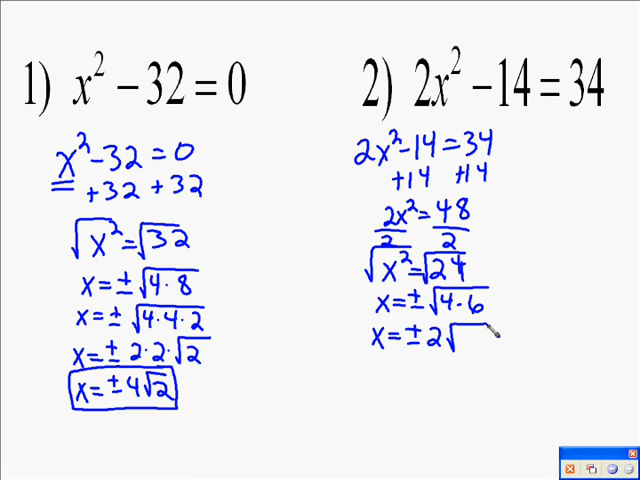 1) x² − 32 = 0
x² − 32 = 0
+32 +32
√x² = √32
x = ± √4·8
x = ± √4·4·2
x = ± 2·2·√2
x = ± 4√2
2) 2x² − 14 = 34
2x² − 14 = 34
+14 +14
2x² = 48
2 2
√x² = √24
x = ± √4·6
x = ± 2√